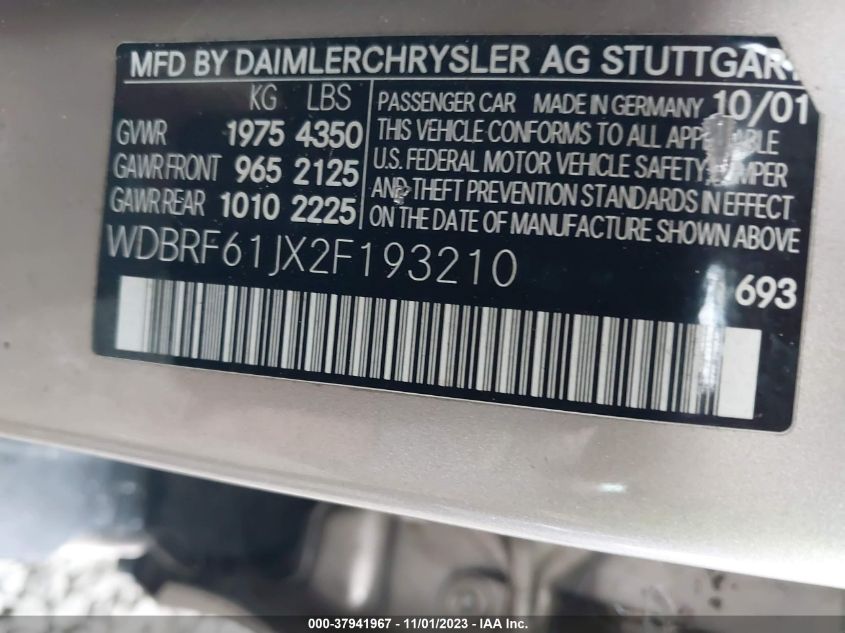 MFD BY DAIMLERCHRYSLER AG STUTTGART
KG LBS
GVWR 1975 4350
GAWR FRONT 965 2125
GAWR REAR 1010 2225
PASSENGER CAR MADE IN GERMANY 10/01
THIS VEHICLE CONFORMS TO ALL APPLICABLE
U.S. FEDERAL MOTOR VEHICLE SAFETY, BUMPER
AND THEFT PREVENTION STANDARDS IN EFFECT
ON THE DATE OF MANUFACTURE SHOWN ABOVE
WDBRF61JX2F193210
693
000-37941967 - 11/01/2023 - IAA Inc.